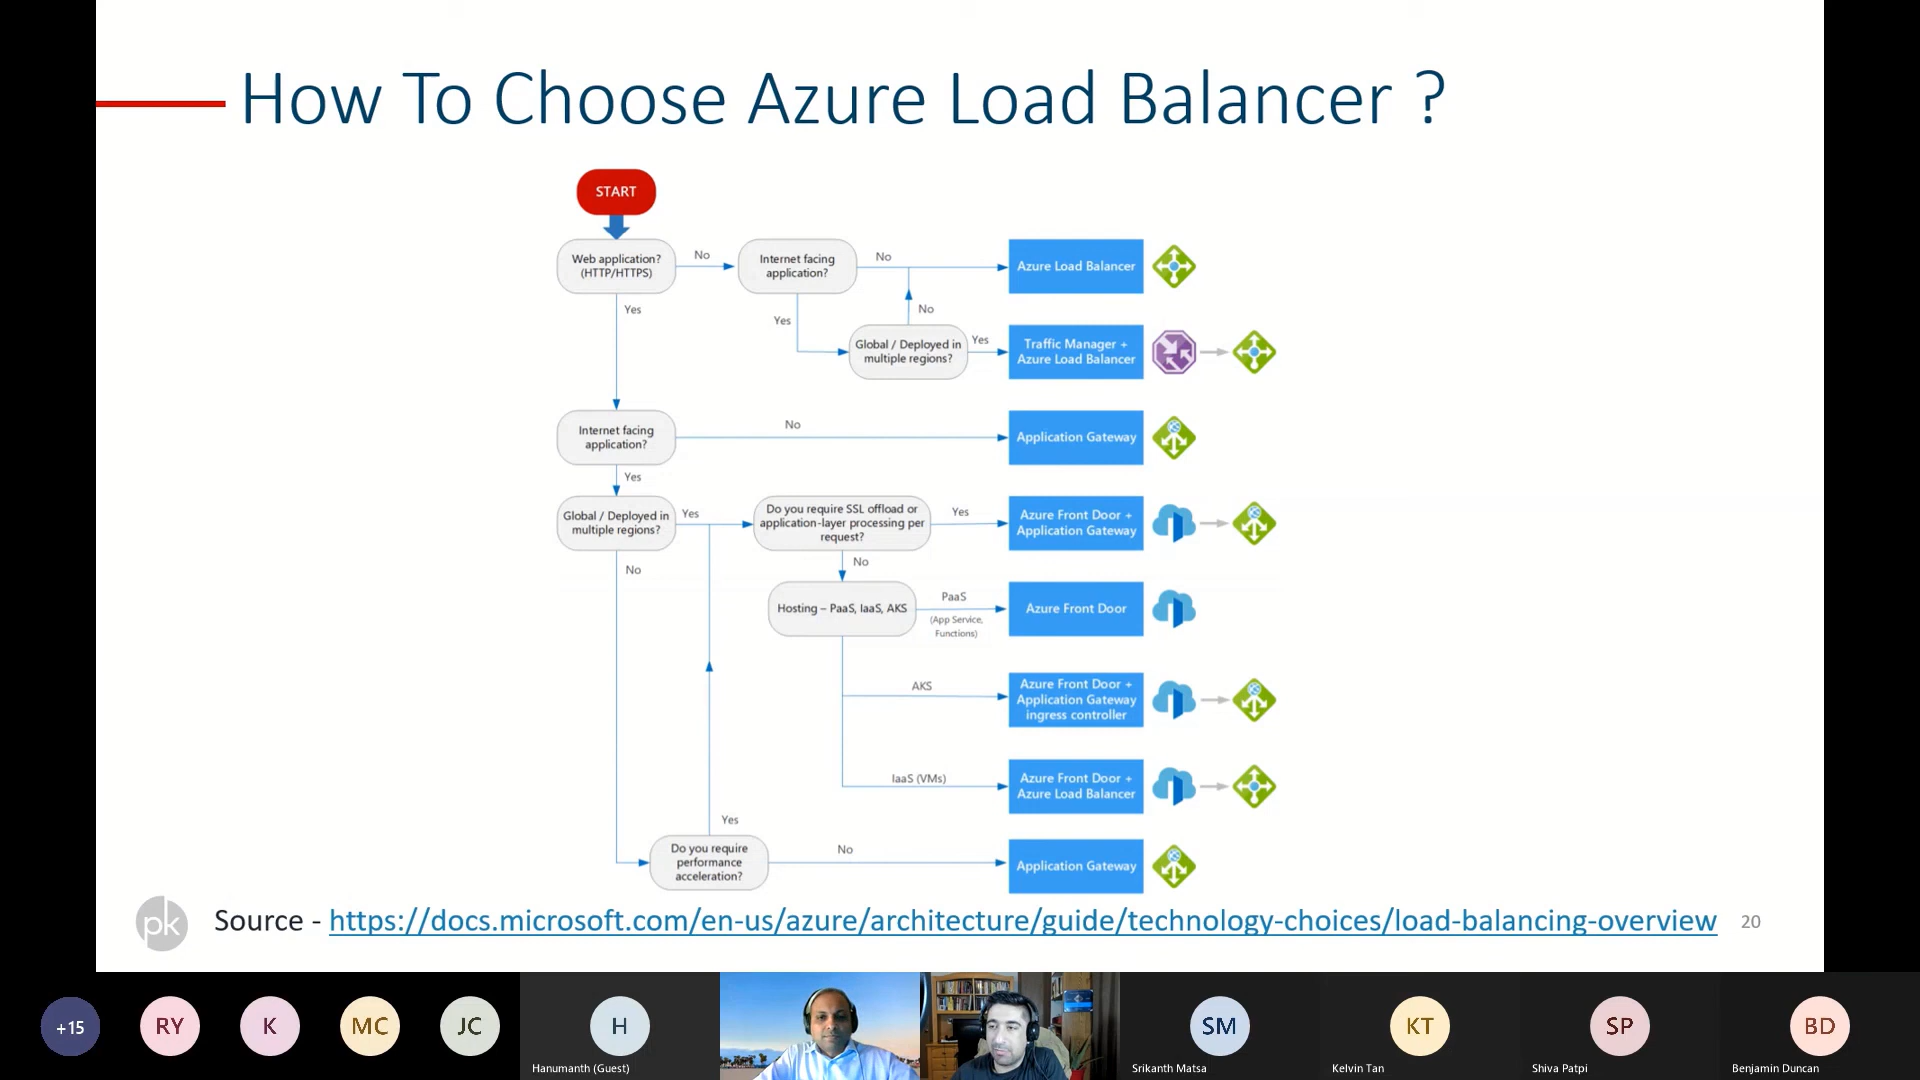 How To Choose Azure Load Balancer ?
START
Web application?
(HTTP/HTTPS)
No
Internet facing
application?
No
Azure Load Balancer
Yes
Yes
No
Global / Deployed in
multiple regions?
Yes
Traffic Manager +
Azure Load Balancer
Internet facing
application?
No
Application Gateway
Yes
Global / Deployed in
multiple regions?
Yes
Do you require SSL offload or
application-layer processing per
request?
Yes
Azure Front Door +
Application Gateway
No
No
Hosting – PaaS, IaaS, AKS
PaaS
(App Service,
Functions)
Azure Front Door
AKS
Azure Front Door +
Application Gateway
ingress controller
IaaS (VMs)
Azure Front Door +
Azure Load Balancer
Yes
Do you require
performance
acceleration?
No
Application Gateway
pk
Source - https://docs.microsoft.com/en-us/azure/architecture/guide/technology-choices/load-balancing-overview
20
+15
RY
K
MC
JC
H
Hanumanth (Guest)
SM
Srikanth Matsa
KT
Kelvin Tan
SP
Shiva Patpi
BD
Benjamin Duncan